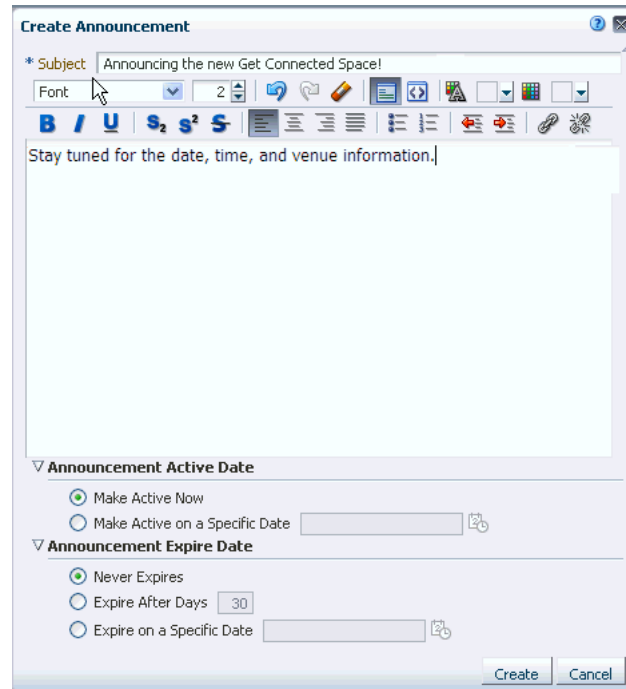 Create Announcement
* Subject Announcing the new Get Connected Space!
Font 2
B I U S2 S2 S
Stay tuned for the date, time, and venue information.
Announcement Active Date
Make Active Now
Make Active on a Specific Date
Announcement Expire Date
Never Expires
Expire After Days 30
Expire on a Specific Date
Create Cancel